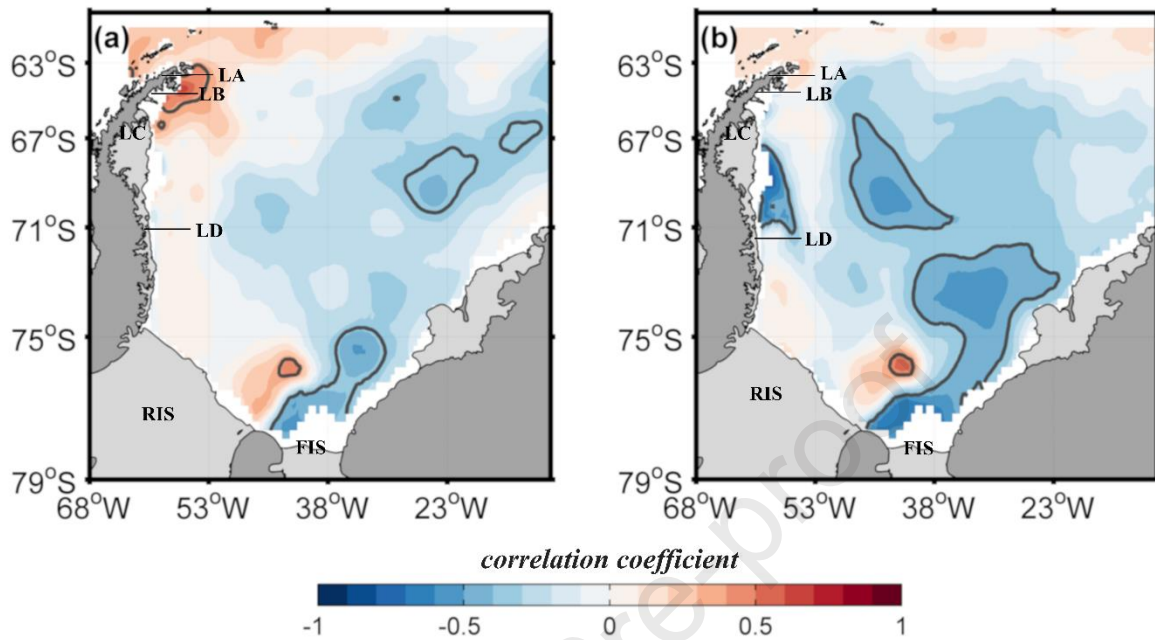 (a)
63°S
67°S
71°S
75°S
79°S
68°W 53°W 38°W 23°W
LA
LB
LC
LD
RIS
FIS
(b)
63°S
67°S
71°S
75°S
79°S
68°W 53°W 38°W 23°W
LA
LB
LC
LD
RIS
FIS
correlation coefficient
-1 -0.5 0 0.5 1
re-proof